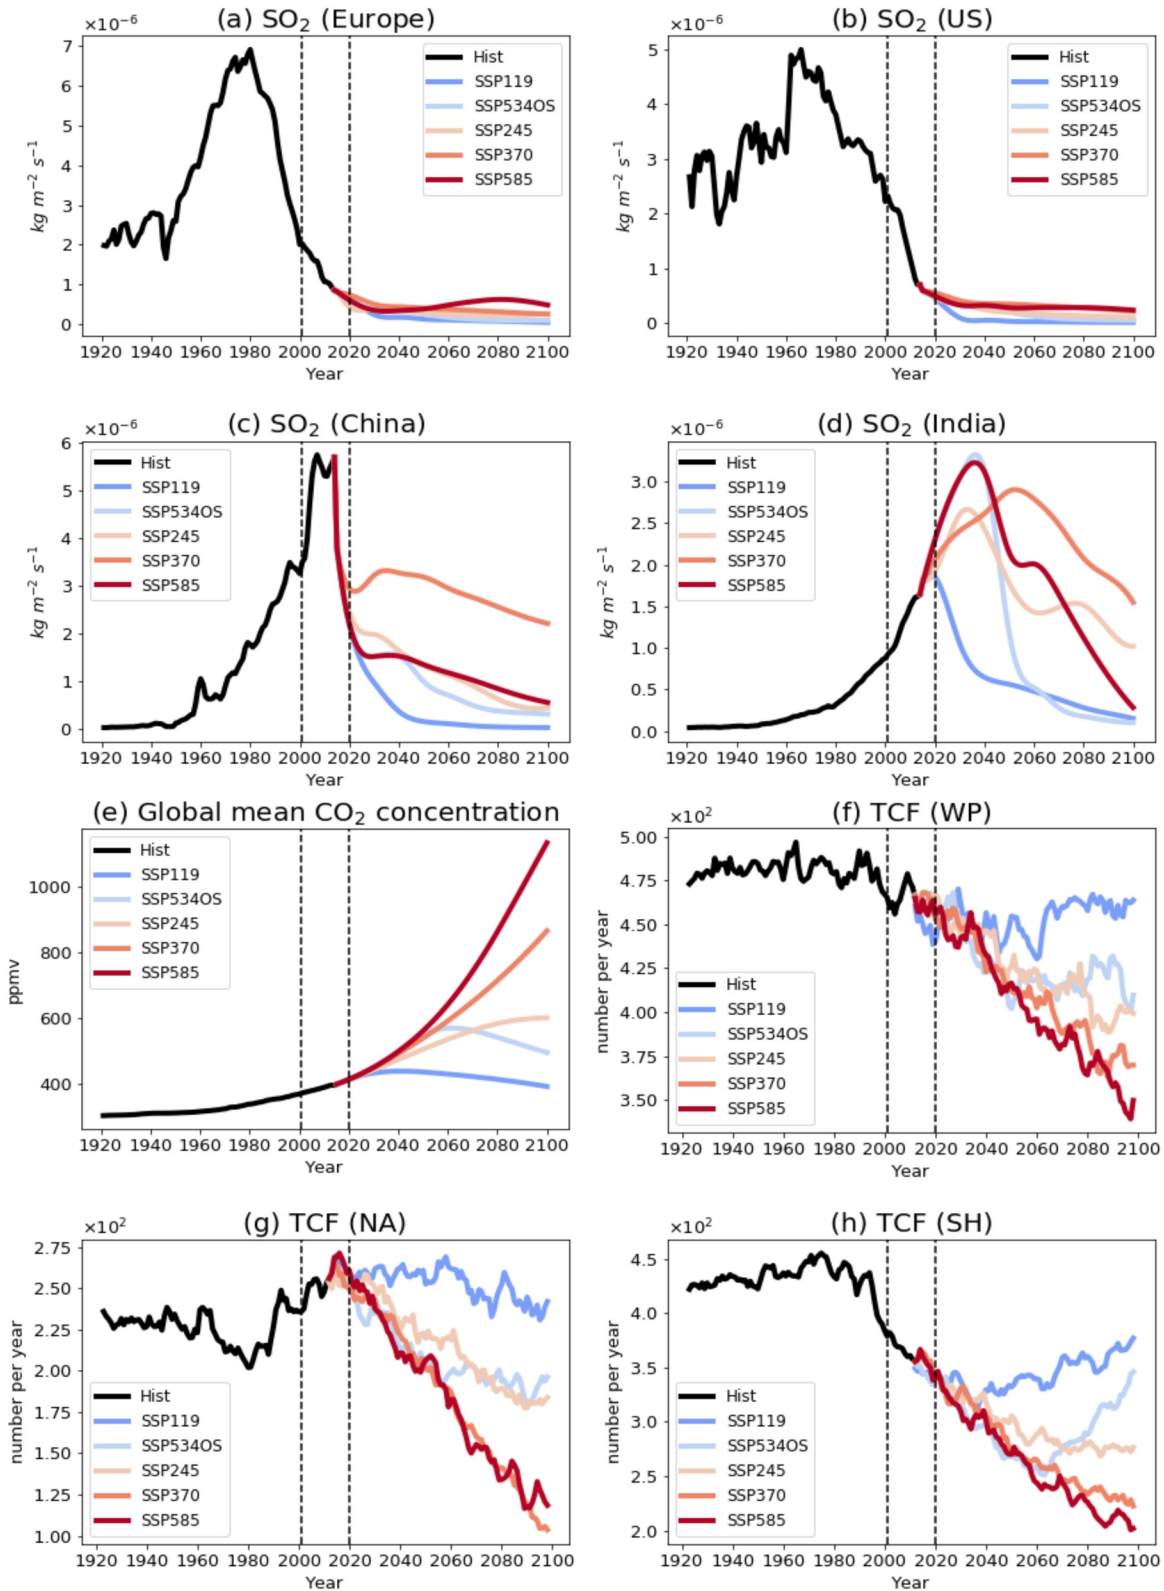 (a) SO₂ (Europe)
×10⁻⁶
7
6
5
4
3
2
1
0
kg m⁻² s⁻¹
Hist
SSP119
SSP534OS
SSP245
SSP370
SSP585
1920 1940 1960 1980 2000 2020 2040 2060 2080 2100
Year
(b) SO₂ (US)
×10⁻⁶
5
4
3
2
1
0
kg m⁻² s⁻¹
Hist
SSP119
SSP534OS
SSP245
SSP370
SSP585
1920 1940 1960 1980 2000 2020 2040 2060 2080 2100
Year
(c) SO₂ (China)
×10⁻⁶
6
5
4
3
2
1
0
kg m⁻² s⁻¹
Hist
SSP119
SSP534OS
SSP245
SSP370
SSP585
1920 1940 1960 1980 2000 2020 2040 2060 2080 2100
Year
(d) SO₂ (India)
×10⁻⁶
3.0
2.5
2.0
1.5
1.0
0.5
0.0
kg m⁻² s⁻¹
Hist
SSP119
SSP534OS
SSP245
SSP370
SSP585
1920 1940 1960 1980 2000 2020 2040 2060 2080 2100
Year
(e) Global mean CO₂ concentration
1000
800
600
400
ppmv
Hist
SSP119
SSP534OS
SSP245
SSP370
SSP585
1920 1940 1960 1980 2000 2020 2040 2060 2080 2100
Year
(f) TCF (WP)
×10²
5.00
4.75
4.50
4.25
4.00
3.75
3.50
number per year
Hist
SSP119
SSP534OS
SSP245
SSP370
SSP585
1920 1940 1960 1980 2000 2020 2040 2060 2080 2100
Year
(g) TCF (NA)
×10²
2.75
2.50
2.25
2.00
1.75
1.50
1.25
1.00
number per year
Hist
SSP119
SSP534OS
SSP245
SSP370
SSP585
1920 1940 1960 1980 2000 2020 2040 2060 2080 2100
Year
(h) TCF (SH)
×10²
4.5
4.0
3.5
3.0
2.5
2.0
number per year
Hist
SSP119
SSP534OS
SSP245
SSP370
SSP585
1920 1940 1960 1980 2000 2020 2040 2060 2080 2100
Year